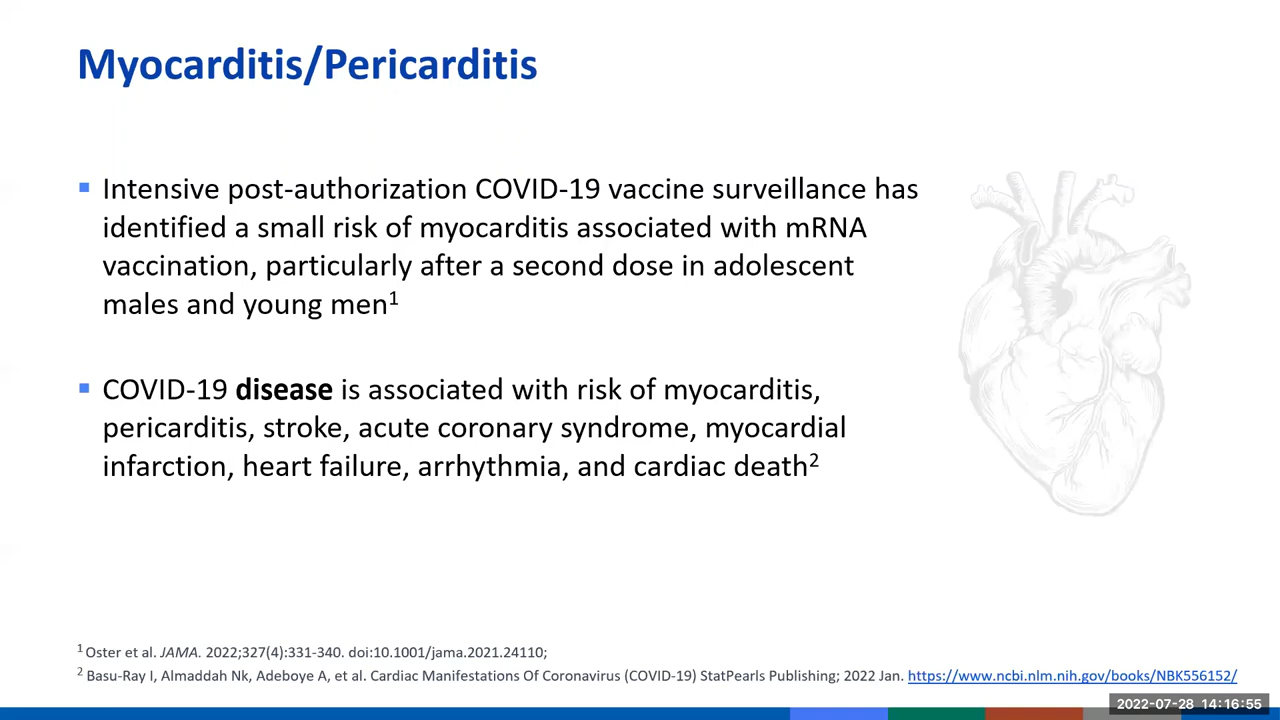 Myocarditis/Pericarditis
▪ Intensive post-authorization COVID-19 vaccine surveillance has
identified a small risk of myocarditis associated with mRNA
vaccination, particularly after a second dose in adolescent
males and young men¹
▪ COVID-19 disease is associated with risk of myocarditis,
pericarditis, stroke, acute coronary syndrome, myocardial
infarction, heart failure, arrhythmia, and cardiac death²
¹ Oster et al. JAMA. 2022;327(4):331-340. doi:10.1001/jama.2021.24110;
² Basu-Ray I, Almaddah Nk, Adeboye A, et al. Cardiac Manifestations Of Coronavirus (COVID-19) StatPearls Publishing; 2022 Jan. https://www.ncbi.nlm.nih.gov/books/NBK556152/
2022-07-28 14:16:55